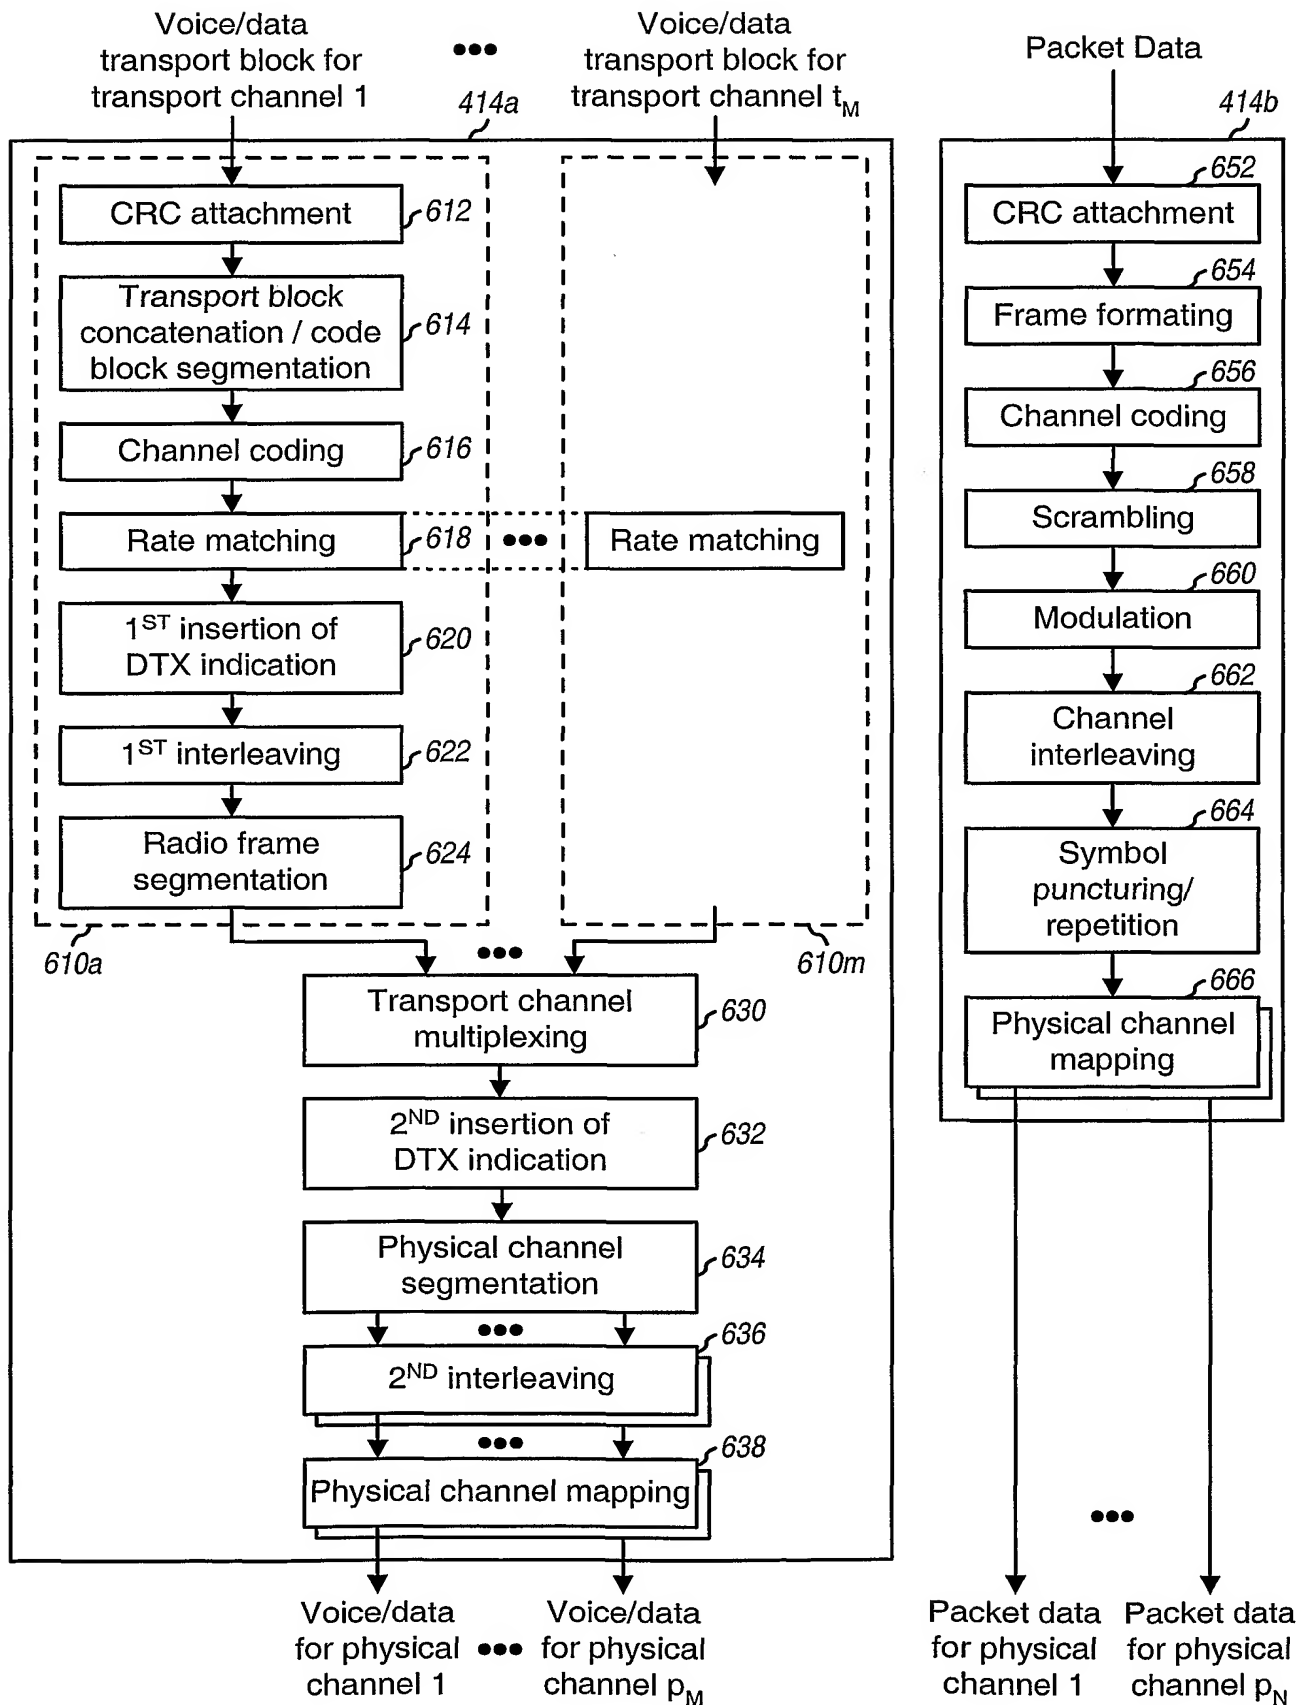 Voice/data
transport block for
transport channel 1
Voice/data
transport block for
transport channel tM
Packet Data
414a
414b
CRC attachment
612
Transport block
concatenation / code
block segmentation
614
Channel coding
616
Rate matching
618
Rate matching
1ST insertion of
DTX indication
620
1ST interleaving
622
Radio frame
segmentation
624
610a
610m
Transport channel
multiplexing
630
2ND insertion of
DTX indication
632
Physical channel
segmentation
634
636
2ND interleaving
638
Physical channel mapping
Voice/data
for physical
channel 1
Voice/data
for physical
channel pM
652
CRC attachment
654
Frame formating
656
Channel coding
658
Scrambling
660
Modulation
662
Channel
interleaving
664
Symbol
puncturing/
repetition
666
Physical channel
mapping
Packet data
for physical
channel 1
Packet data
for physical
channel pN